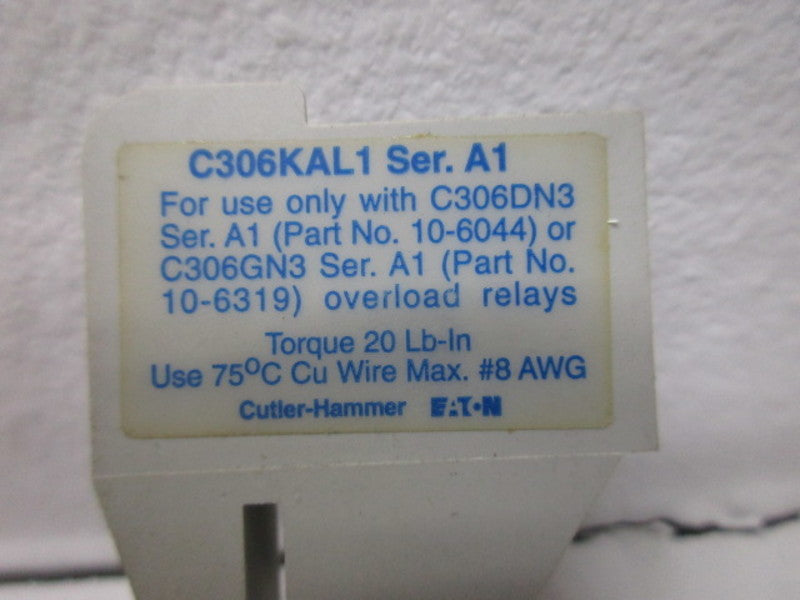 C306KAL1 Ser. A1
For use only with C306DN3
Ser. A1 (Part No. 10-6044) or
C306GN3 Ser. A1 (Part No.
10-6319) overload relays
Torque 20 Lb-In
Use 75°C Cu Wire Max. #8 AWG
Cutler-Hammer EATON